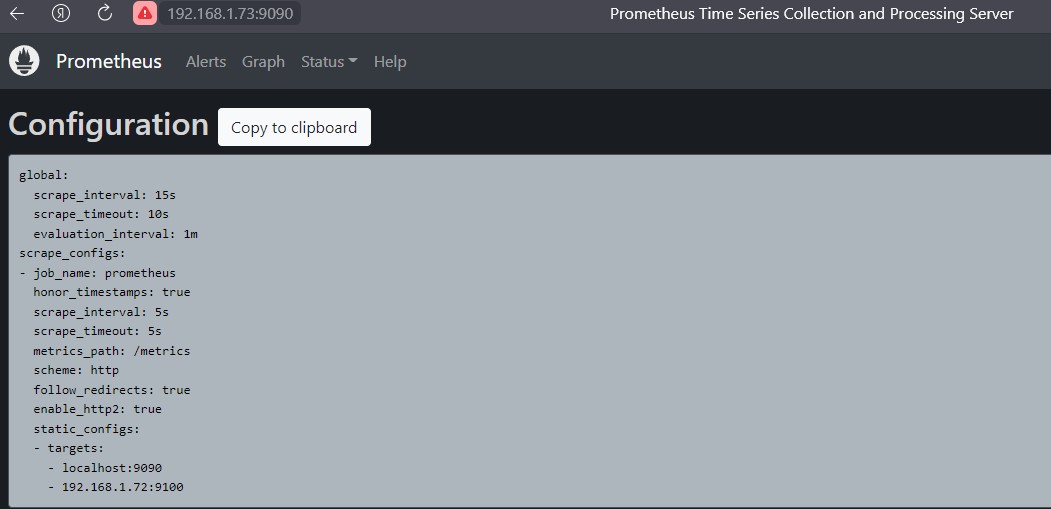 192.168.1.73:9090 Prometheus Time Series Collection and Processing Server
Prometheus Alerts Graph Status Help
Configuration Copy to clipboard
global:
  scrape_interval: 15s
  scrape_timeout: 10s
  evaluation_interval: 1m
scrape_configs:
- job_name: prometheus
  honor_timestamps: true
  scrape_interval: 5s
  scrape_timeout: 5s
  metrics_path: /metrics
  scheme: http
  follow_redirects: true
  enable_http2: true
  static_configs:
  - targets:
    - localhost:9090
    - 192.168.1.72:9100